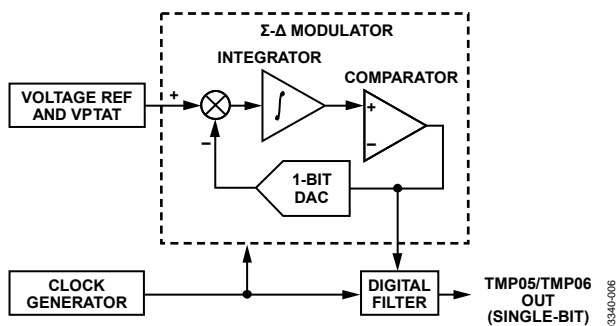 Σ-Δ MODULATOR
INTEGRATOR
COMPARATOR
VOLTAGE REF
AND VPTAT
+
−
∫
+
−
1-BIT
DAC
CLOCK
GENERATOR
DIGITAL
FILTER
TMP05/TMP06
OUT
(SINGLE-BIT)
3340-006